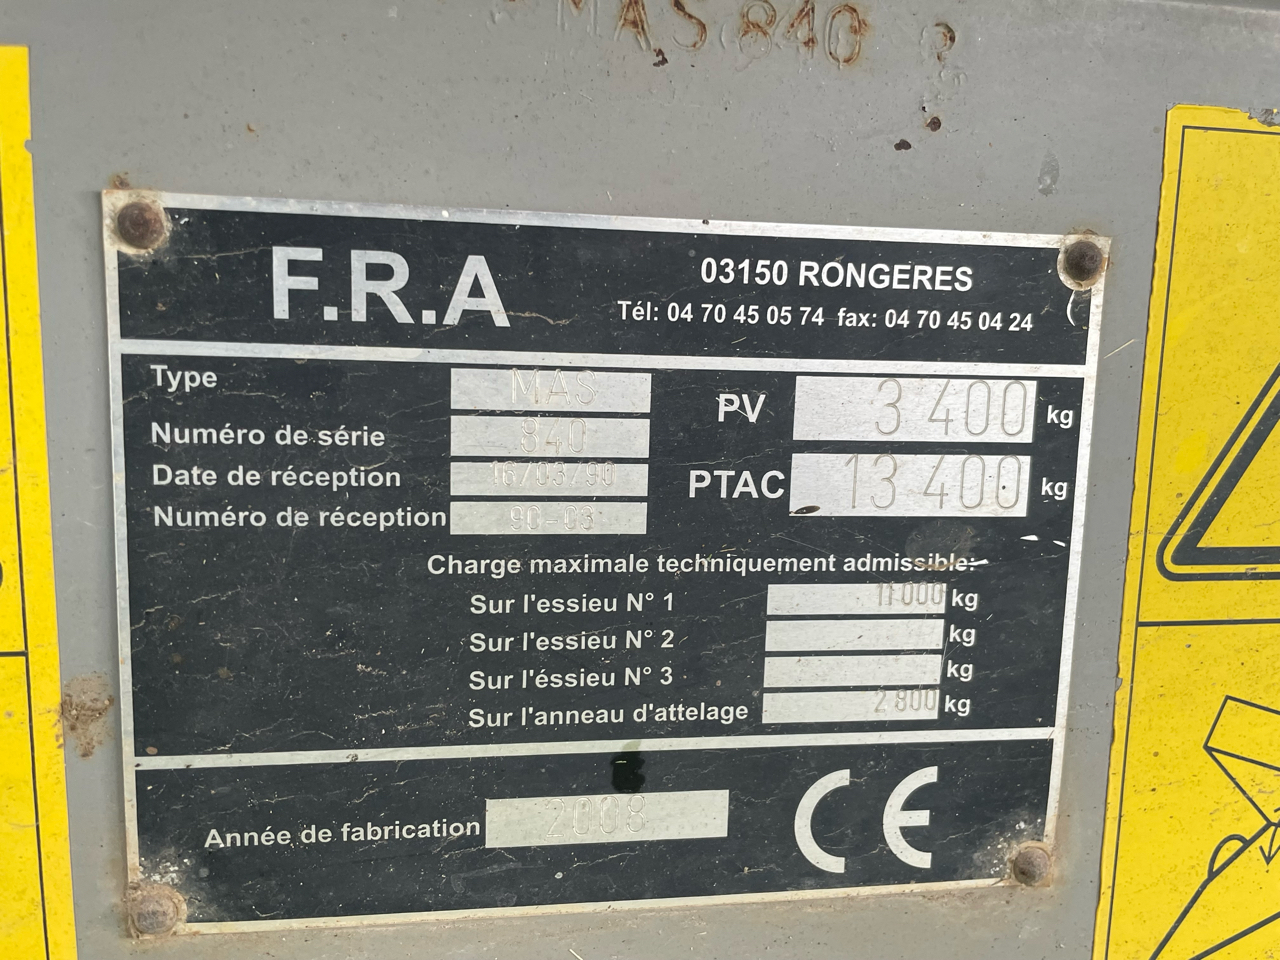 MAS 840
F.R.A
03150 RONGERES
Tél: 04 70 45 05 74 fax: 04 70 45 04 24
Type MAS
Numéro de série 840
Date de réception 16/03/90
Numéro de réception 90-03
PV 3 400 kg
PTAC 13 400 kg
Charge maximale techniquement admissible:
Sur l'essieu N° 1 11 000 kg
Sur l'essieu N° 2 kg
Sur l'éssieu N° 3 kg
Sur l'anneau d'attelage 2 800 kg
Année de fabrication 2008
CE